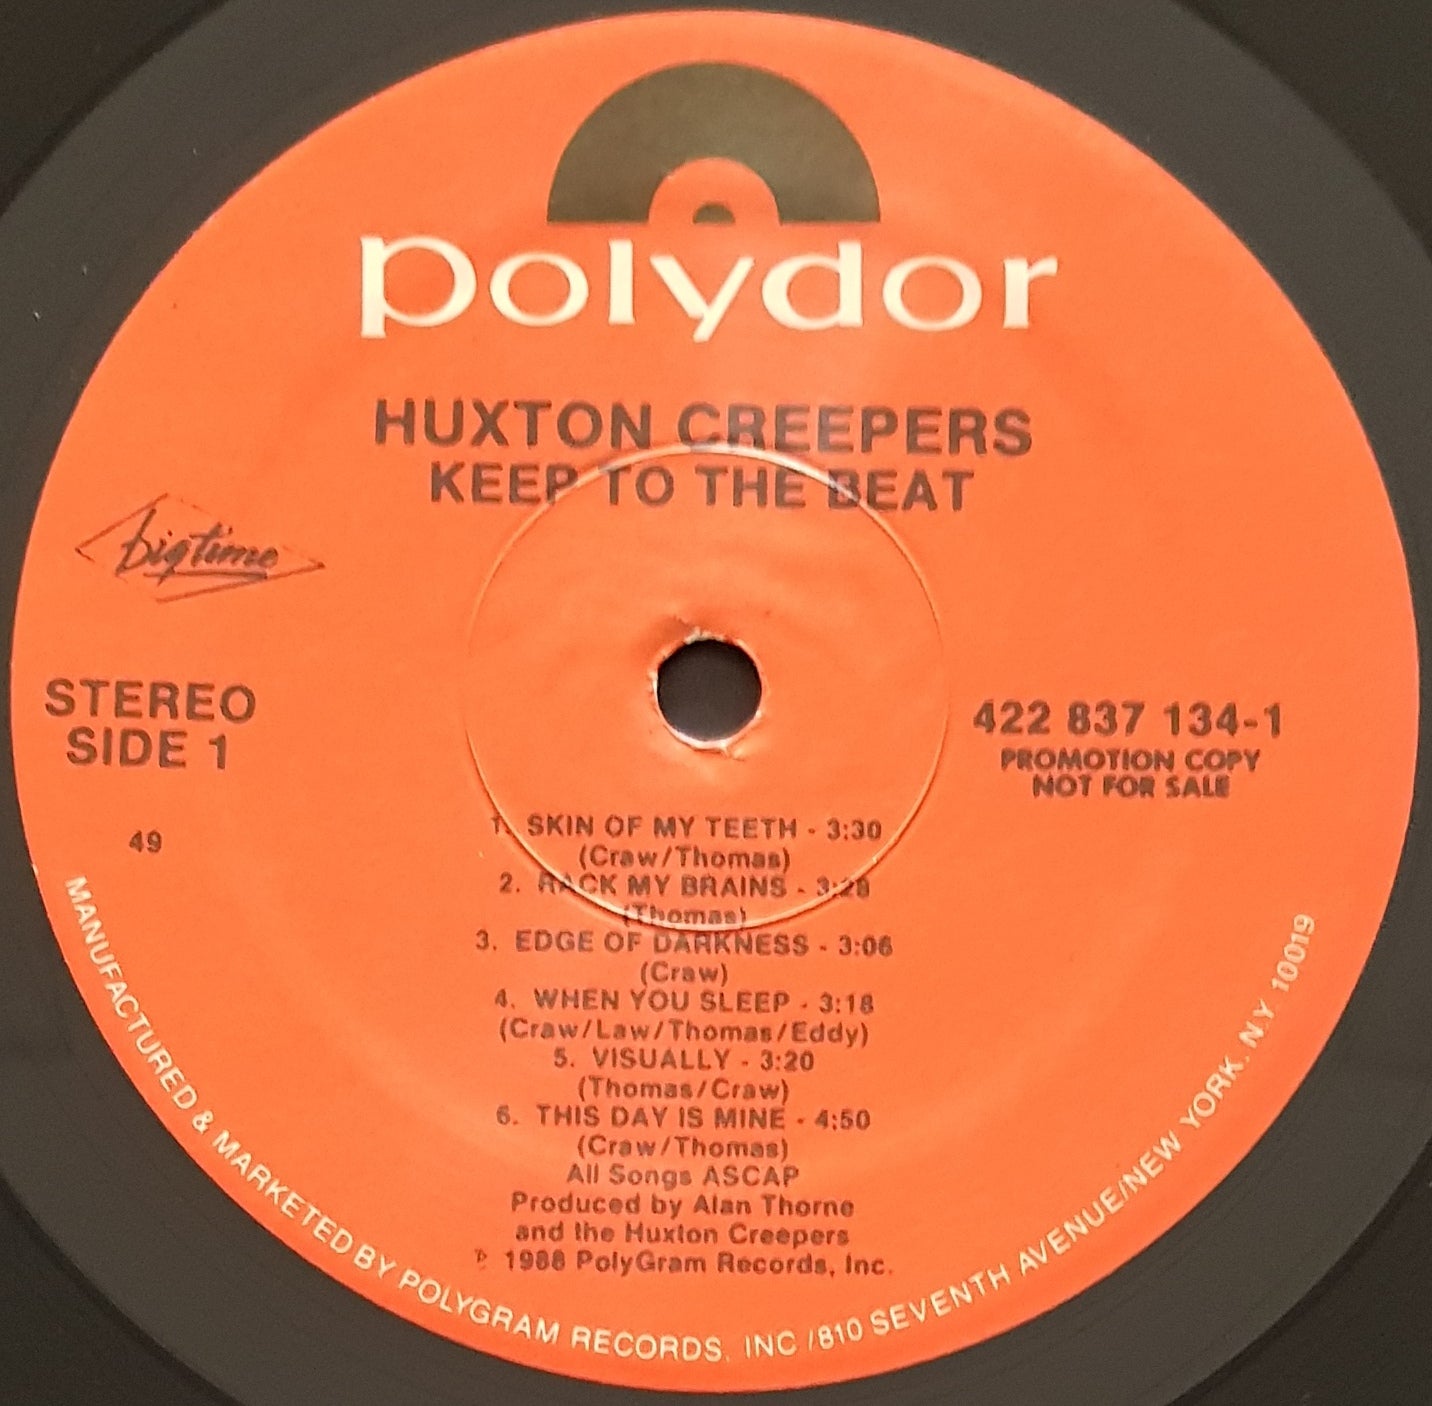 polydor
HUXTON CREEPERS
KEEP TO THE BEAT
bigtime
STEREO
SIDE 1
49
422 837 134-1
PROMOTION COPY
NOT FOR SALE
1. SKIN OF MY TEETH - 3:30
(Craw/Thomas)
2. RACK MY BRAINS - 3:28
(Thomas)
3. EDGE OF DARKNESS - 3:06
(Craw)
4. WHEN YOU SLEEP - 3:18
(Craw/Law/Thomas/Eddy)
5. VISUALLY - 3:20
(Thomas/Craw)
6. THIS DAY IS MINE - 4:50
(Craw/Thomas)
All Songs ASCAP
Produced by Alan Thorne
and the Huxton Creepers
℗ 1988 PolyGram Records, Inc.
MANUFACTURED & MARKETED BY POLYGRAM RECORDS, INC /810 SEVENTH AVENUE/NEW YORK, N.Y. 10019